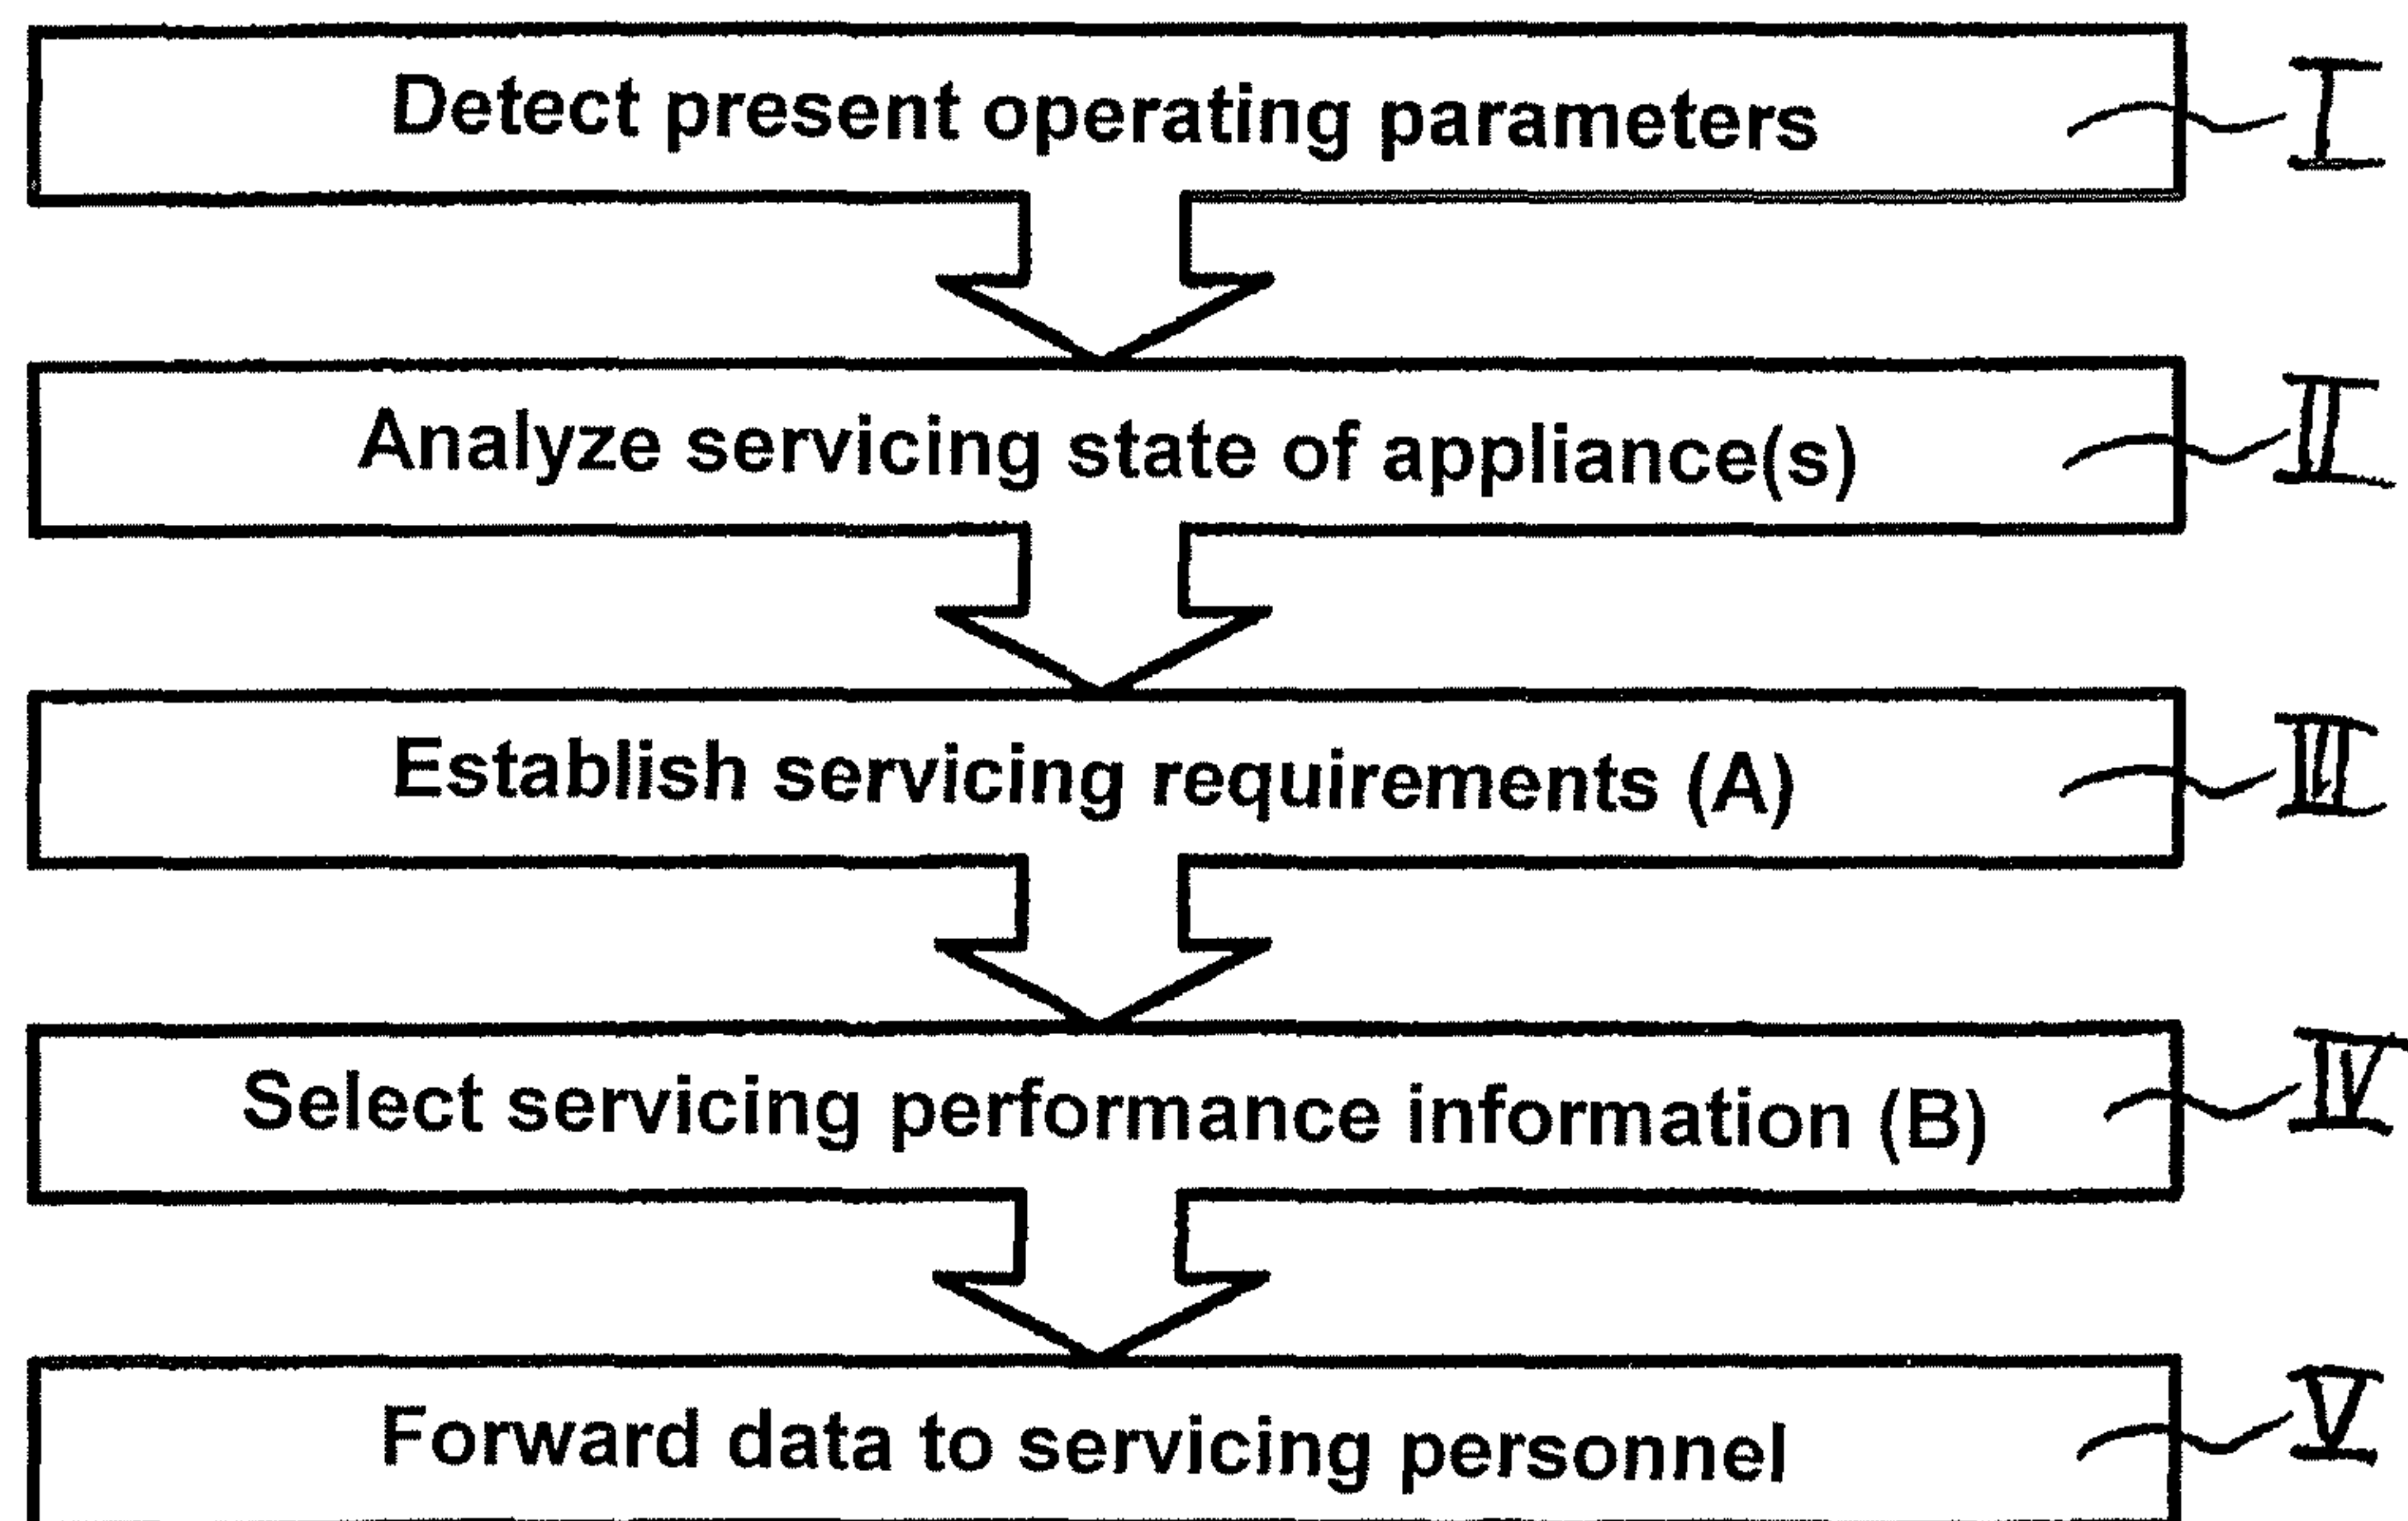 Detect present operating parameters
I
Analyze servicing state of appliance(s)
II
Establish servicing requirements (A)
III
Select servicing performance information (B)
IV
Forward data to servicing personnel
V